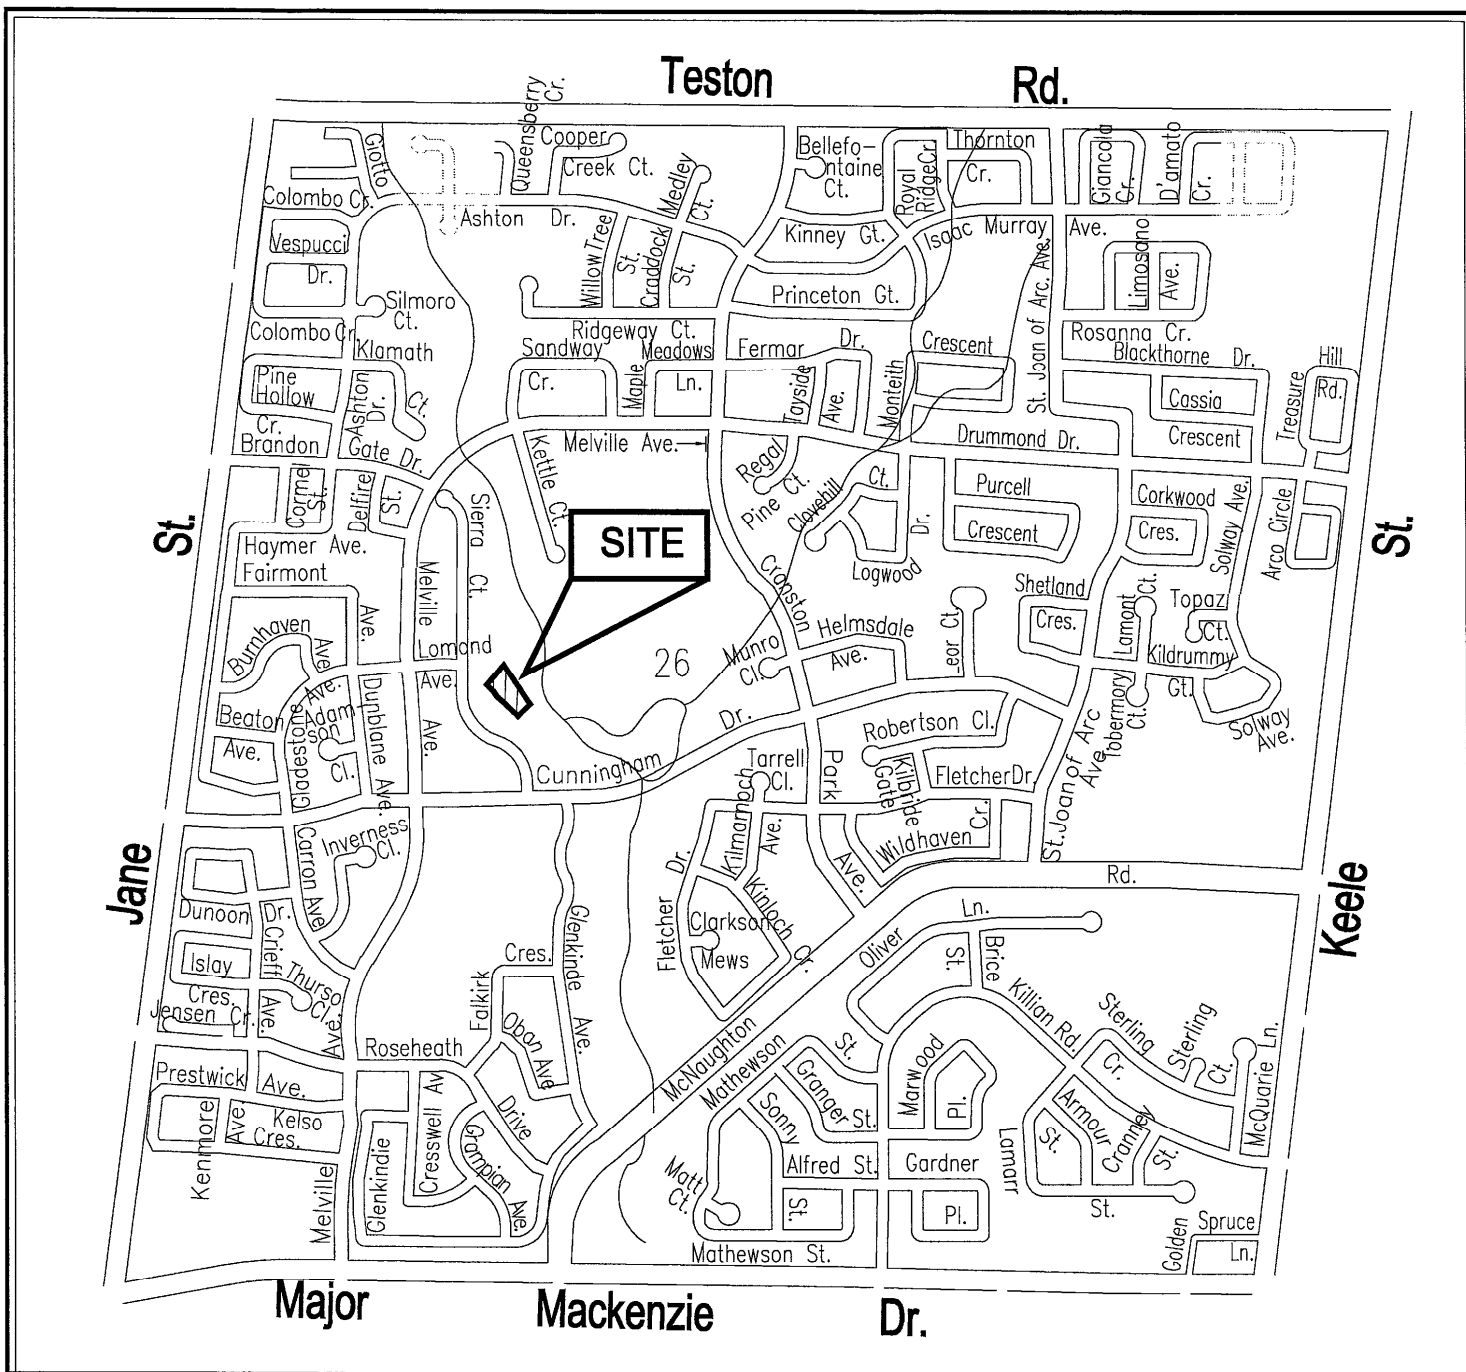 Teston Rd.
Queensberry Cr.
Cooper
Creek Ct.
Giotto
Bellefo-
ntaine
Ct.
Royal
RidgeCr.
Thornton
Cr.
Giancola
Cr.
D'amato
Cr.
Medley
Ct.
Colombo Cr.
Ashton Dr.
Vespucci
Dr.
WillowTree
St.
Craddock
St.
Kinney Gt.
Isaac Murray Ave.
Limosano
Ave.
Princeton Gt.
St. Joan of Arc. Ave.
Silmoro
Ct.
Colombo Cr.
Klamath
Ct.
Ridgeway Ct.
Sandway
Cr.
Meadows
Maple
Ln.
Fermar Dr.
Crescent
Monteith
Rosanna Cr.
Blackthorne Dr.
Hill
Rd.
Treasure
Pine
Hollow
Cr.
Ashton
Dr.
Tayside
Ave.
Cassia
Crescent
Brandon
Gate Dr.
Melville Ave.
Drummond Dr.
Kettle Ct.
Regal
Pine Ct.
Clovehill
Ct.
Cormel
St.
Delfire
St.
Sierra Ct.
Purcell
Crescent
Dr.
Corkwood
Cres.
Solway Ave.
Arco Circle
St.
SITE
St.
Haymer Ave.
Fairmont
Ave.
Melville
Ave.
Logwood
Cranston
Park
Ave.
Shetland
Cres.
Lamont
Ct.
Topaz
Ct.
Burnhaven
Ave.
Lomond
Ave.
26
Munro
Cl.
Helmsdale
Ave.
Leor Ct
Kildrummy
Gt.
Solway
Ave.
Tobermory
Ct.
Beaton
Ave.
Gladestone
Ave.
Adam-
son
Cl.
Dunblane Ave.
Cunningham Dr.
Robertson Cl.
Tarrell
Cl.
Kilbride
Gate
FletcherDr.
St.Joan of Arc
Ave
Inverness
Cl.
Carron Ave.
Kilmarnoch
Ave.
Wildhaven
Cr.
Jane
Keele
Rd.
Fletcher Dr.
Kinloch Cr.
Clarkson
Mews
Dunoon Dr.
Crieff
Ave.
Islay
Cres.
Thurso
Cl.
Jensen Cr.
Ave.
Cres.
Falkirk
Glenkinde Ave.
Oliver
Ln.
Brice
St.
Killian Rd.
Sterling
Cr.
Sterling
Ct.
McQuarie Ln.
Roseheath
Drive
Oban Ave
McNaughton
Mathewson
St.
Granger St.
Marwood
Pl.
Prestwick
Ave.
Kelso
Cres.
Kenmore
Ave
Cresswell Av
Grampian Ave.
Glenkindie
Sonny
St.
Matt
Ct.
Alfred St.
Gardner
Pl.
Lamarr
St.
Armour
St.
Cranney
St.
Melville
Mathewson St.
Golden
Spruce
Ln.
Major Mackenzie Dr.